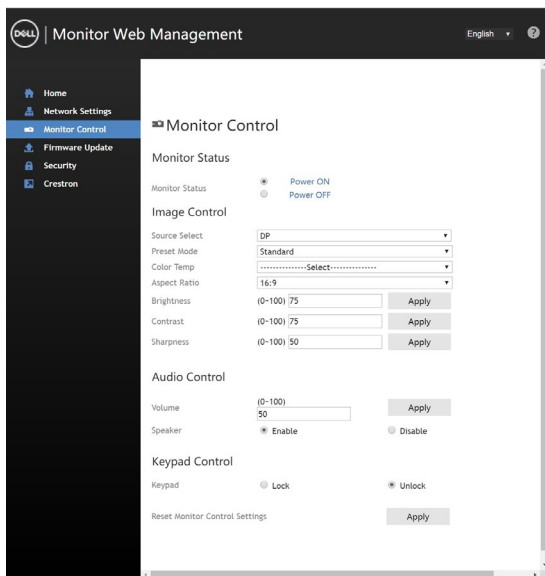 DELL | Monitor Web Management
English
?
Home
Network Settings
Monitor Control
Firmware Update
Security
Crestron
Monitor Control
Monitor Status
Monitor Status
Power ON
Power OFF
Image Control
Source Select DP
Preset Mode Standard
Color Temp ---------------Select---------------
Aspect Ratio 16:9
Brightness (0~100) 75 Apply
Contrast (0~100) 75 Apply
Sharpness (0~100) 50 Apply
Audio Control
(0~100)
Volume 50 Apply
Speaker Enable Disable
Keypad Control
Keypad Lock Unlock
Reset Monitor Control Settings Apply